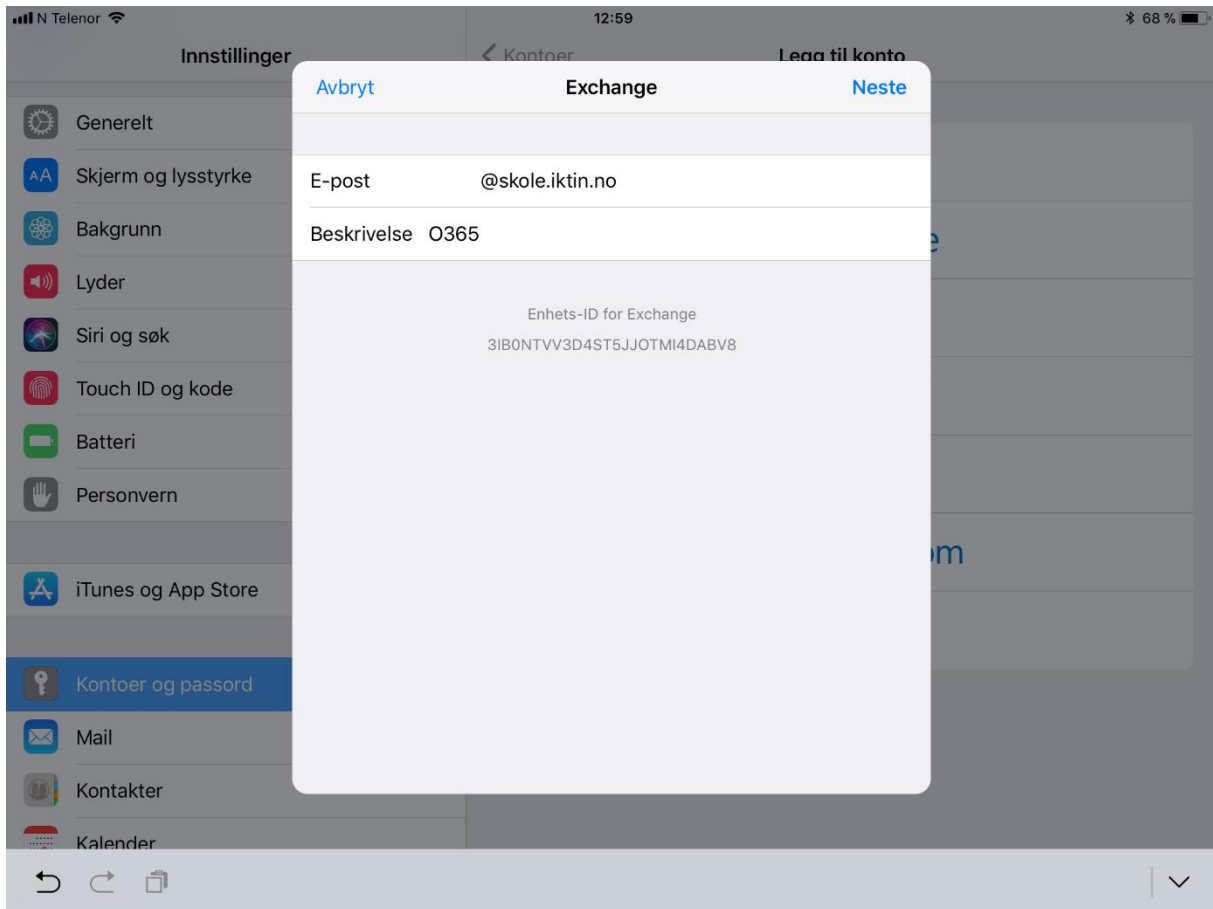 N Telenor 12:59 68 %
Innstillinger
Kontoer
Legg til konto
Generelt
Skjerm og lysstyrke
Bakgrunn
Lyder
Siri og søk
Touch ID og kode
Batteri
Personvern
iTunes og App Store
Kontoer og passord
Mail
Kontakter
Kalender
Avbryt Exchange Neste
E-post @skole.iktin.no
Beskrivelse O365
Enhets-ID for Exchange
3IB0NTVV3D4ST5JJOTMI4DABV8